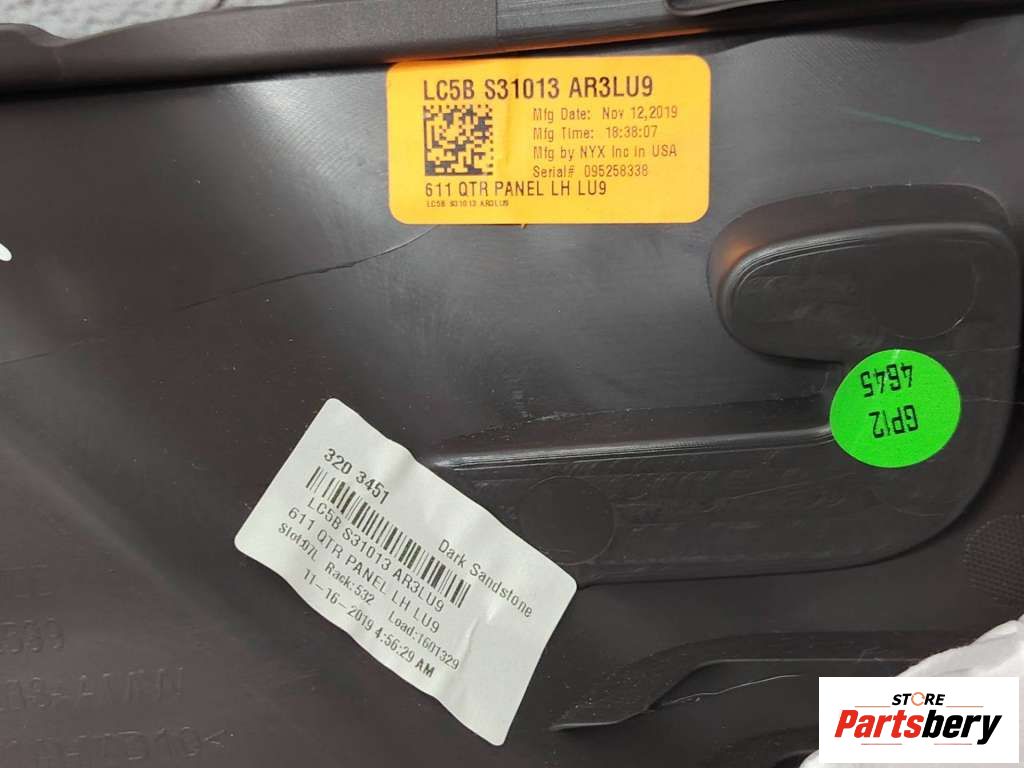 LC5B S31013 AR3LU9
Mfg Date: Nov 12,2019
Mfg Time: 18:38:07
Mfg by NYX Inc in USA
Serial# 095258338
611 QTR PANEL LH LU9
LC5B S31013 AR3LU9
GP12
4645
320 3451
Dark Sandstone
LC5B S31013 AR3LU9
611 QTR PANEL LH LU9
Slot:07L Rack:532 Load:1601329
11-16-2019 4:56:29 AM
STORE
Partsbery